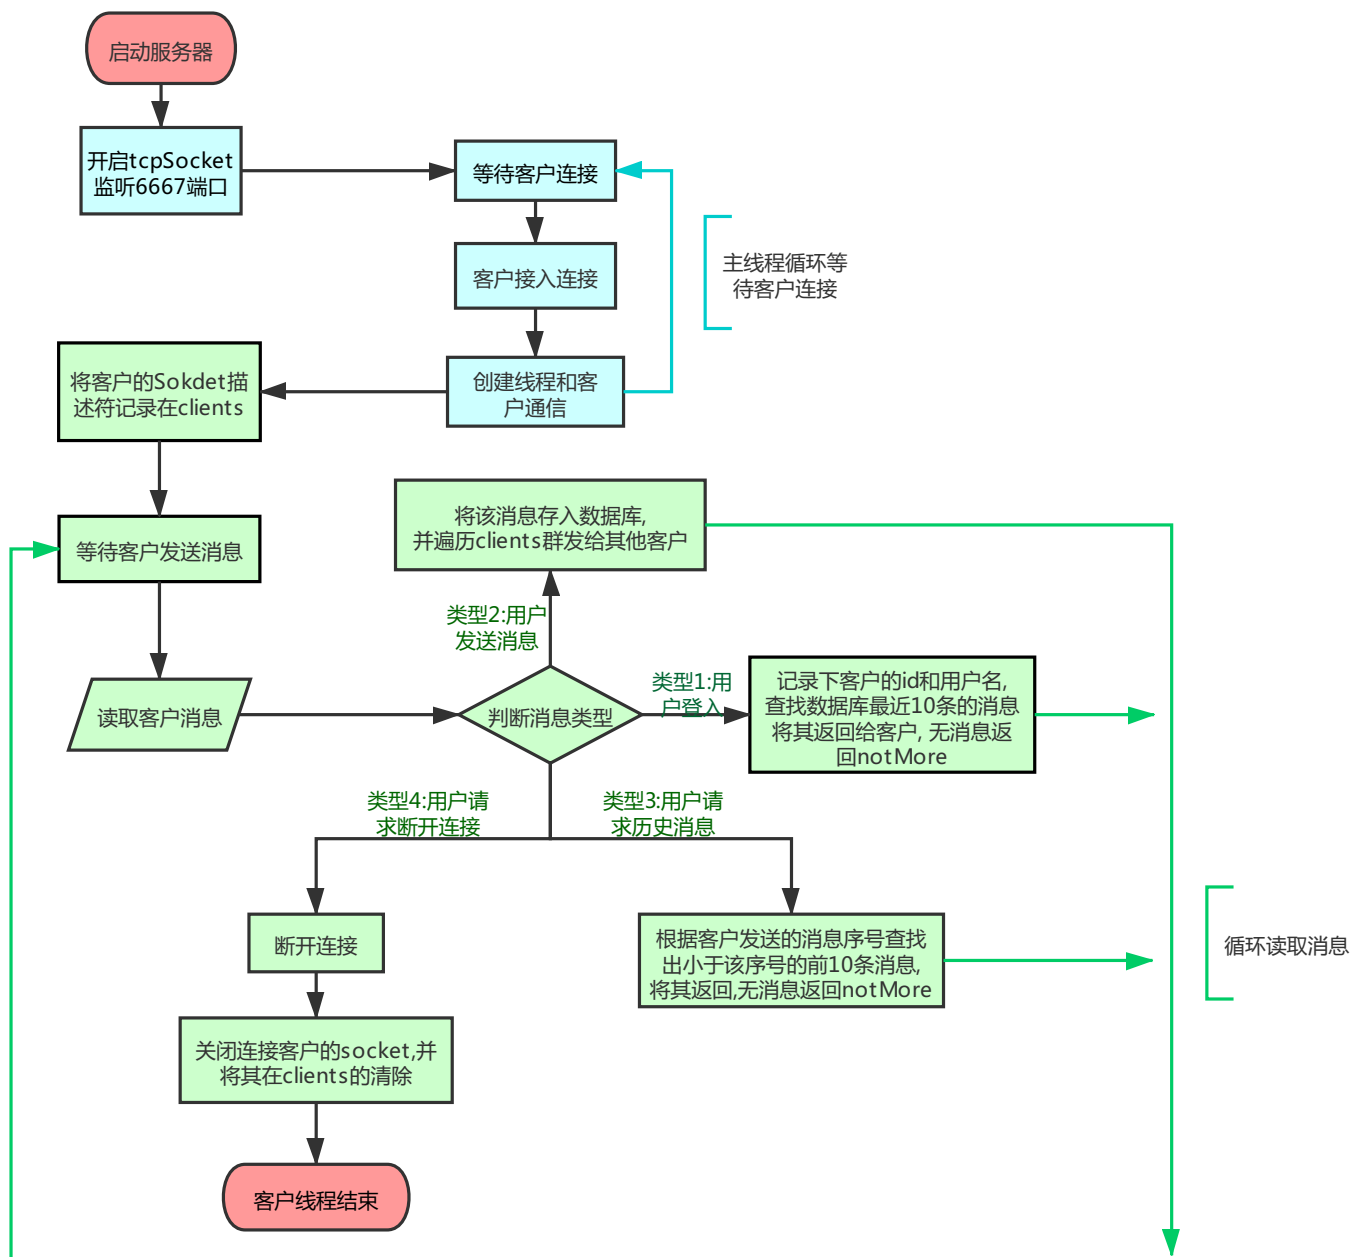 启动服务器
开启tcpSocket
监听6667端口
等待客户连接
客户接入连接
主线程循环等
待客户连接
创建线程和客
户通信
将客户的Sokdet描
述符记录在clients
等待客户发送消息
将该消息存入数据库,
并遍历clients群发给其他客户
类型2:用户
发送消息
读取客户消息
判断消息类型
类型1:用
户登入
记录下客户的id和用户名,
查找数据库最近10条的消息
将其返回给客户, 无消息返
回notMore
类型4:用户请
求断开连接
类型3:用户请
求历史消息
断开连接
根据客户发送的消息序号查找
出小于该序号的前10条消息,
将其返回,无消息返回notMore
循环读取消息
关闭连接客户的socket,并
将其在clients的清除
客户线程结束